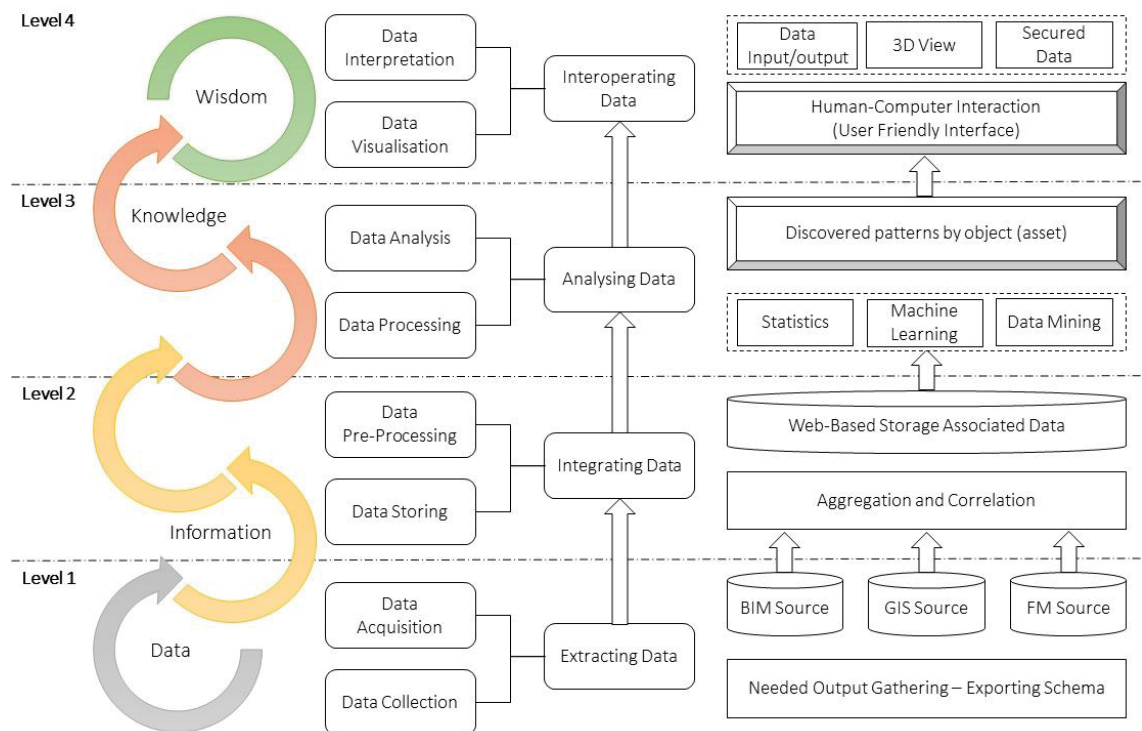 Level 4
Wisdom
Data
Interpretation
Data
Visualisation
Interoperating
Data
Data
Input/output
3D View
Secured
Data
Human-Computer Interaction
(User Friendly Interface)
Level 3
Knowledge
Data Analysis
Data Processing
Analysing Data
Discovered patterns by object (asset)
Statistics
Machine
Learning
Data Mining
Level 2
Information
Data
Pre-Processing
Data Storing
Integrating Data
Web-Based Storage Associated Data
Aggregation and Correlation
Level 1
Data
Data
Acquisition
Data Collection
Extracting Data
BIM Source
GIS Source
FM Source
Needed Output Gathering – Exporting Schema